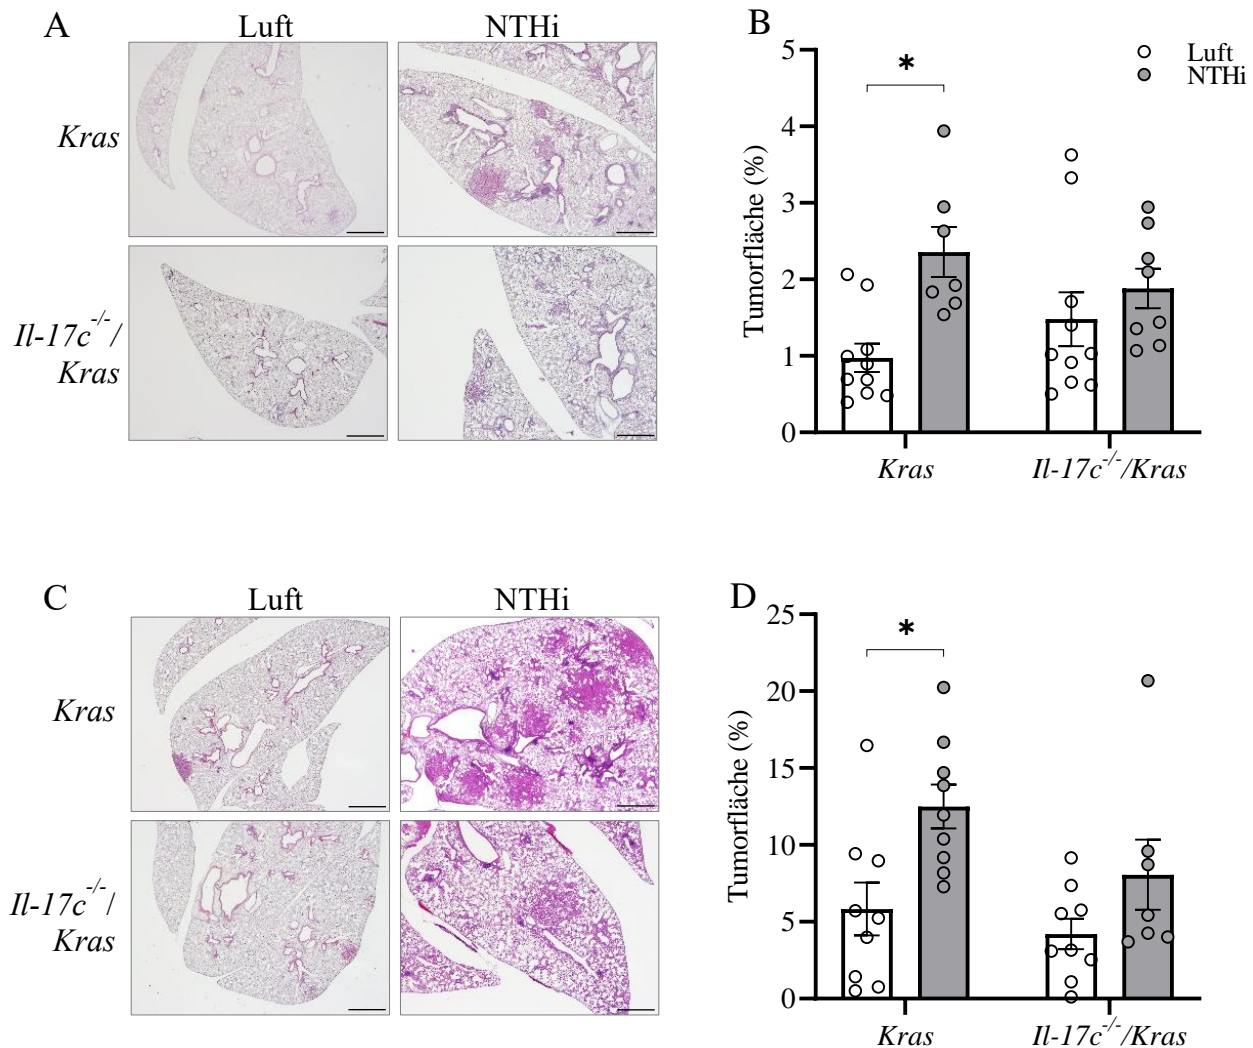 A
Luft
NTHi
Kras
Il-17c-/-/
Kras
B
5
4
3
2
1
0
Tumorfläche (%)
*
Luft
NTHi
Kras
Il-17c-/-/Kras
C
Luft
NTHi
Kras
Il-17c-/-/
Kras
D
25
20
15
10
5
0
Tumorfläche (%)
*
Kras
Il-17c-/-/Kras